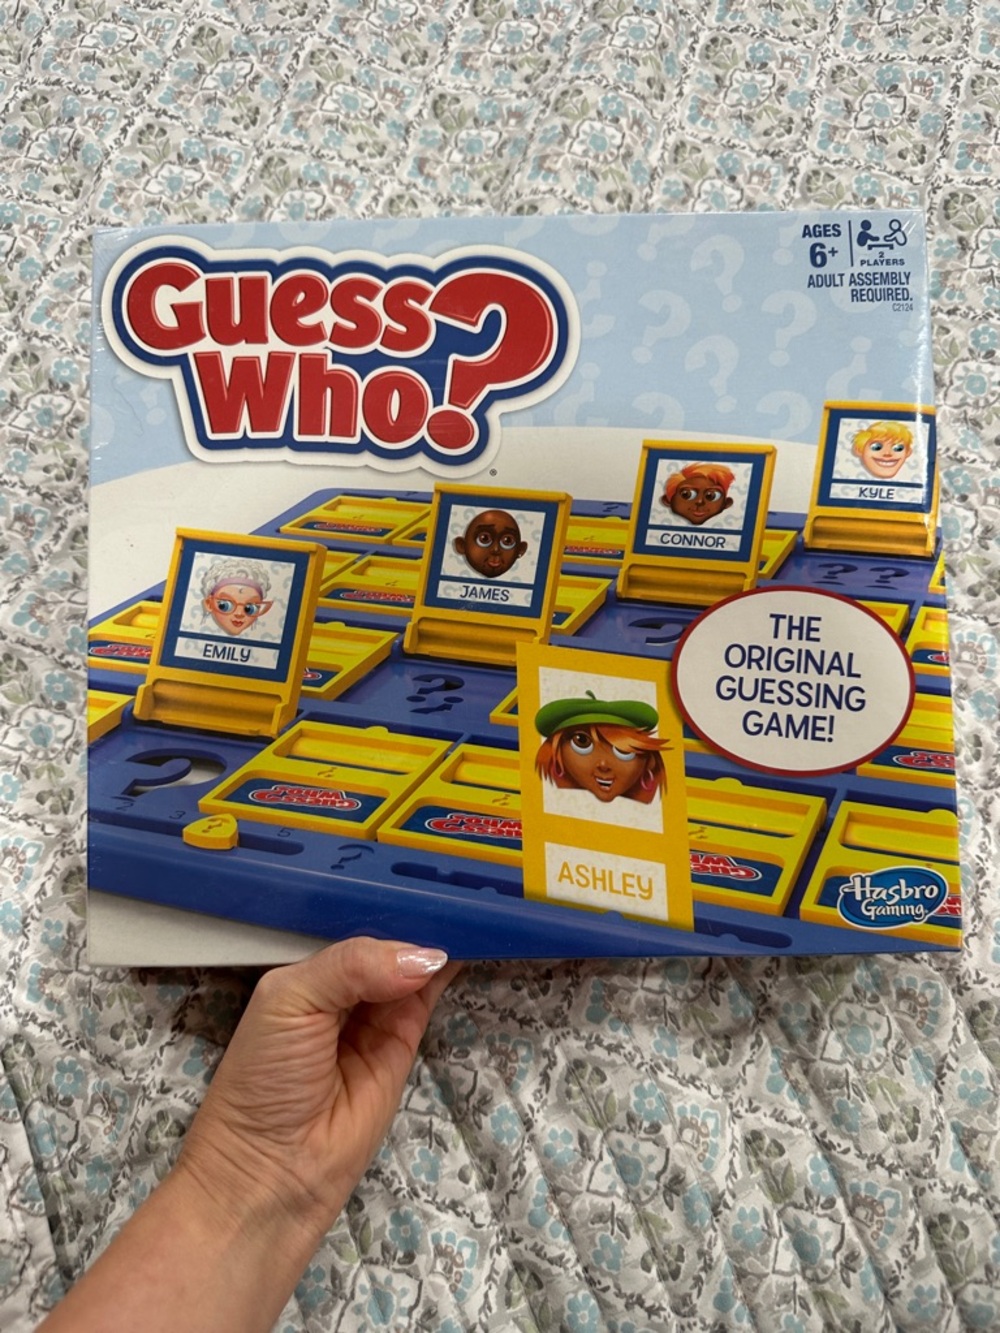 Guess
Who?
AGES
6+
2
PLAYERS
ADULT ASSEMBLY
REQUIRED.
C2124
KYLE
CONNOR
JAMES
EMILY
THE
ORIGINAL
GUESSING
GAME!
ASHLEY
Hasbro
Gaming